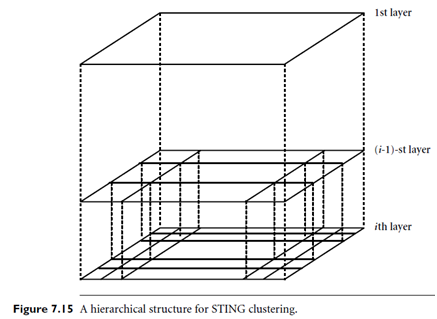 1st layer
(i-1)-st layer
ith layer
Figure 7.15 A hierarchical structure for STING clustering.